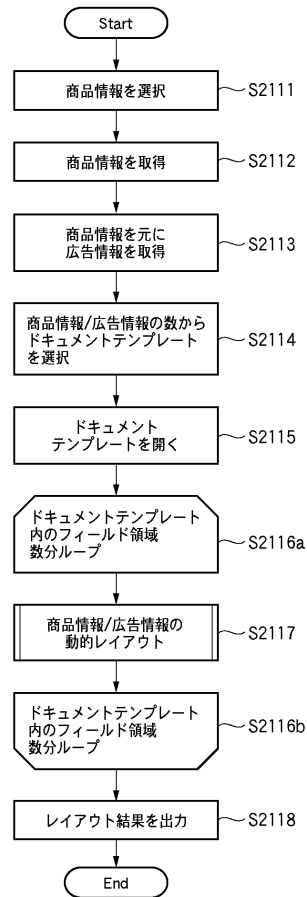 Start
商品情報を選択
S2111
商品情報を取得
S2112
商品情報を元に
広告情報を取得
S2113
商品情報/広告情報の数から
ドキュメントテンプレート
を選択
S2114
ドキュメント
テンプレートを開く
S2115
ドキュメントテンプレート
内のフィールド領域
数分ループ
S2116a
商品情報/広告情報の
動的レイアウト
S2117
ドキュメントテンプレート
内のフィールド領域
数分ループ
S2116b
レイアウト結果を出力
S2118
End